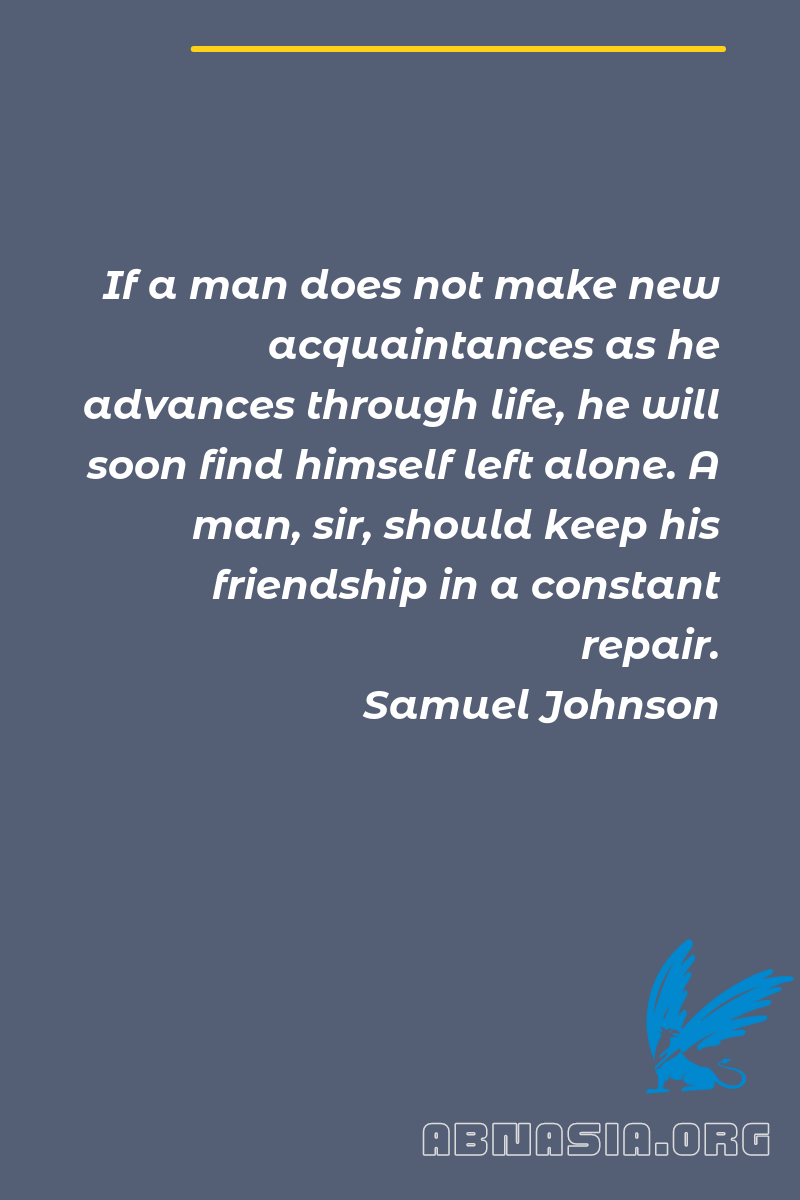 If a man does not make new
acquaintances as he
advances through life, he will
soon find himself left alone. A
man, sir, should keep his
friendship in a constant
repair.
Samuel Johnson
ABNASIA.ORG